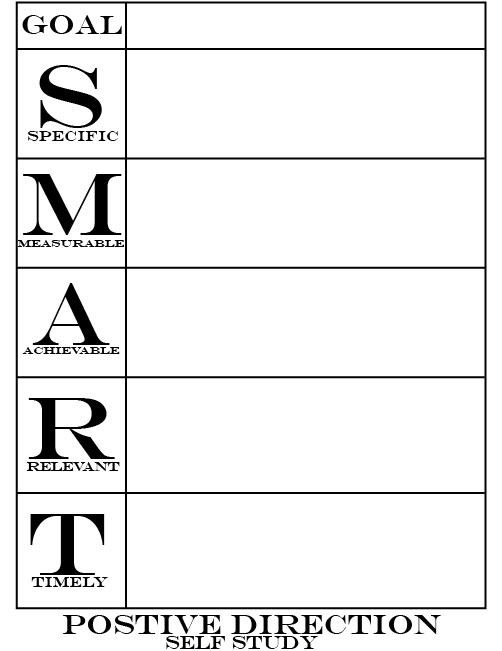 GOAL
S
SPECIFIC
M
MEASURABLE
A
ACHIEVABLE
R
RELEVANT
T
TIMELY
POSTIVE DIRECTION
SELF STUDY